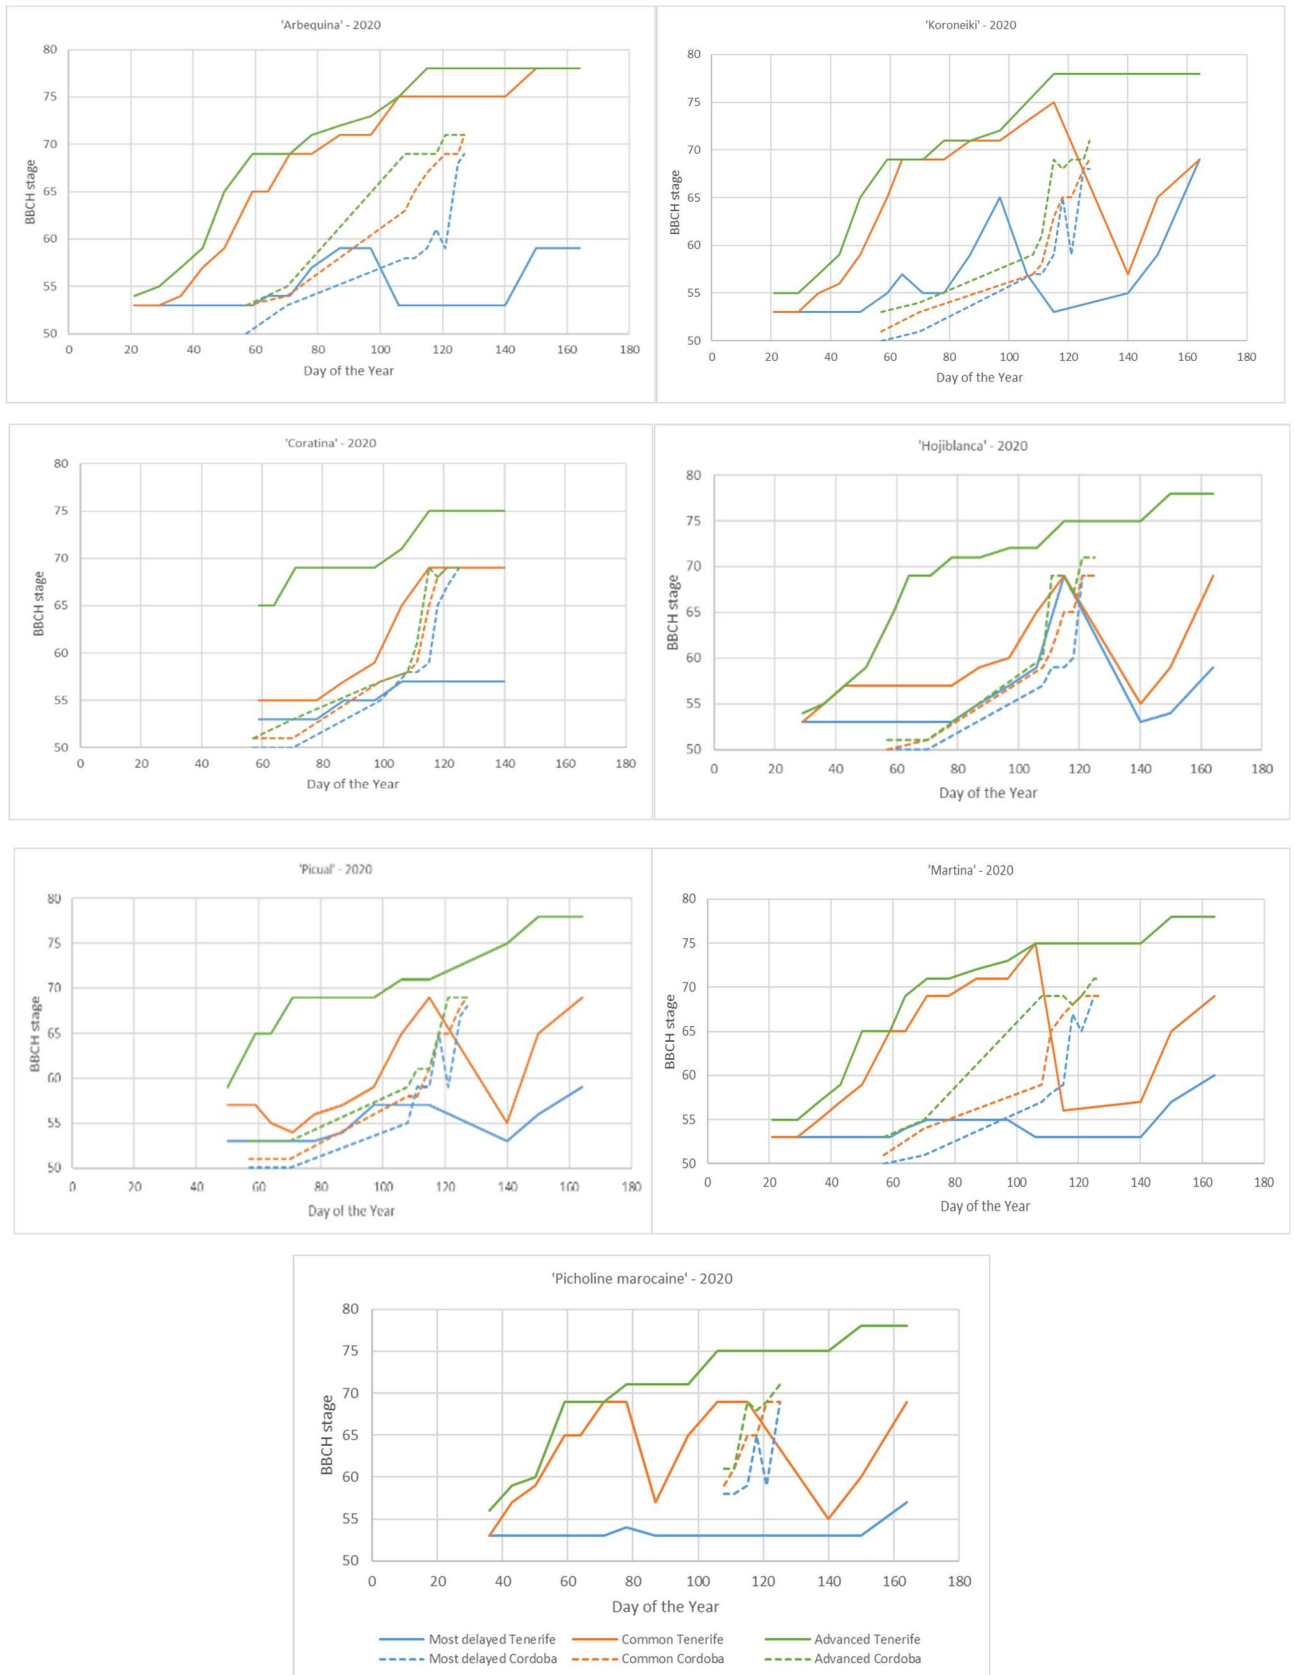 'Arbequina' - 2020
80
75
70
65
60
55
50
BBCH stage
0 20 40 60 80 100 120 140 160 180
Day of the Year
'Koroneiki' - 2020
80
75
70
65
60
55
50
BBCH stage
0 20 40 60 80 100 120 140 160 180
Day of the Year
'Coratina' - 2020
80
75
70
65
60
55
50
BBCH stage
0 20 40 60 80 100 120 140 160 180
Day of the Year
'Hojiblanca' - 2020
80
75
70
65
60
55
50
BBCH stage
0 20 40 60 80 100 120 140 160 180
Day of the Year
'Picual' - 2020
80
75
70
65
60
55
50
BBCH stage
0 20 40 60 80 100 120 140 160 180
Day of the Year
'Martina' - 2020
80
75
70
65
60
55
50
BBCH stage
0 20 40 60 80 100 120 140 160 180
Day of the Year
'Picholine marocaine' - 2020
80
75
70
65
60
55
50
BBCH stage
0 20 40 60 80 100 120 140 160 180
Day of the Year
Most delayed Tenerife Common Tenerife Advanced Tenerife
Most delayed Cordoba Common Cordoba Advanced Cordoba